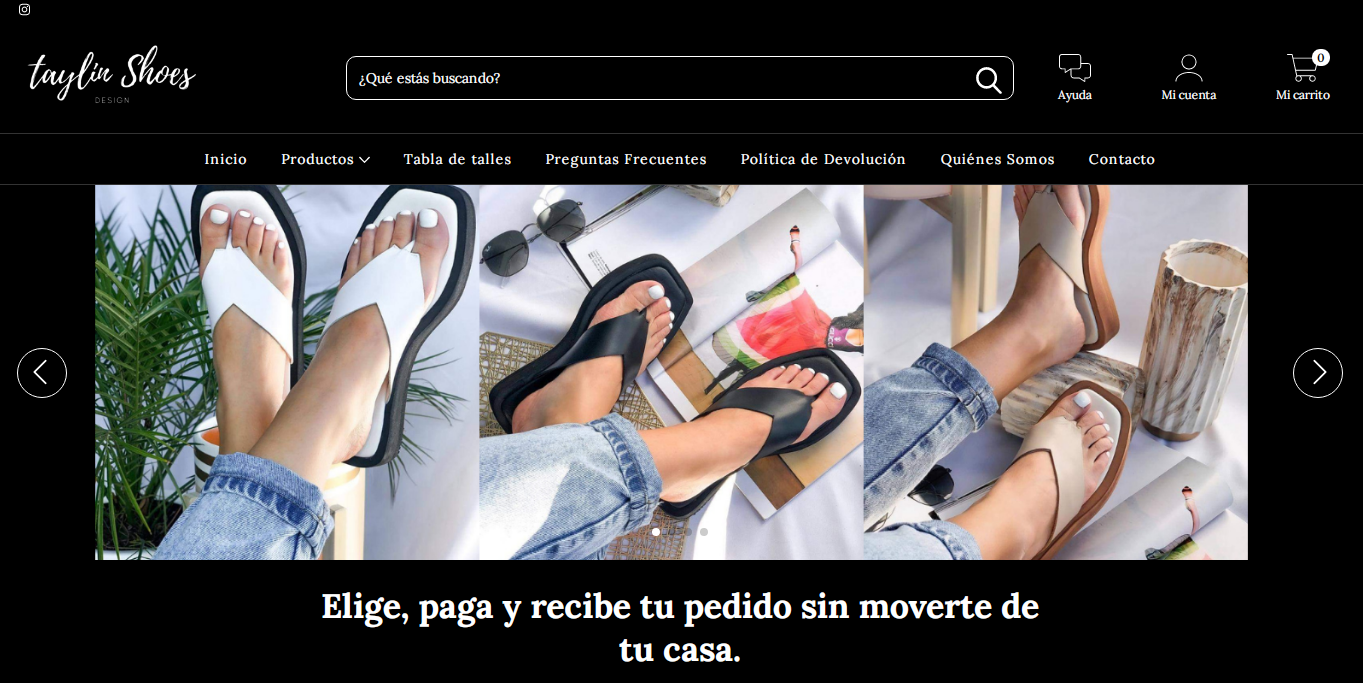 taylin Shoes
DESIGN
¿Qué estás buscando?
Ayuda
Mi cuenta
0
Mi carrito
Inicio
Productos
Tabla de talles
Preguntas Frecuentes
Política de Devolución
Quiénes Somos
Contacto
Elige, paga y recibe tu pedido sin moverte de
tu casa.